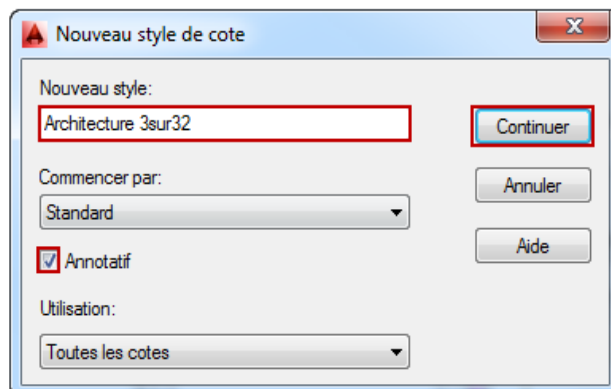 Nouveau style de cote
Nouveau style:
Architecture 3sur32
Continuer
Commencer par:
Annuler
Standard
Aide
Annotatif
Utilisation:
Toutes les cotes